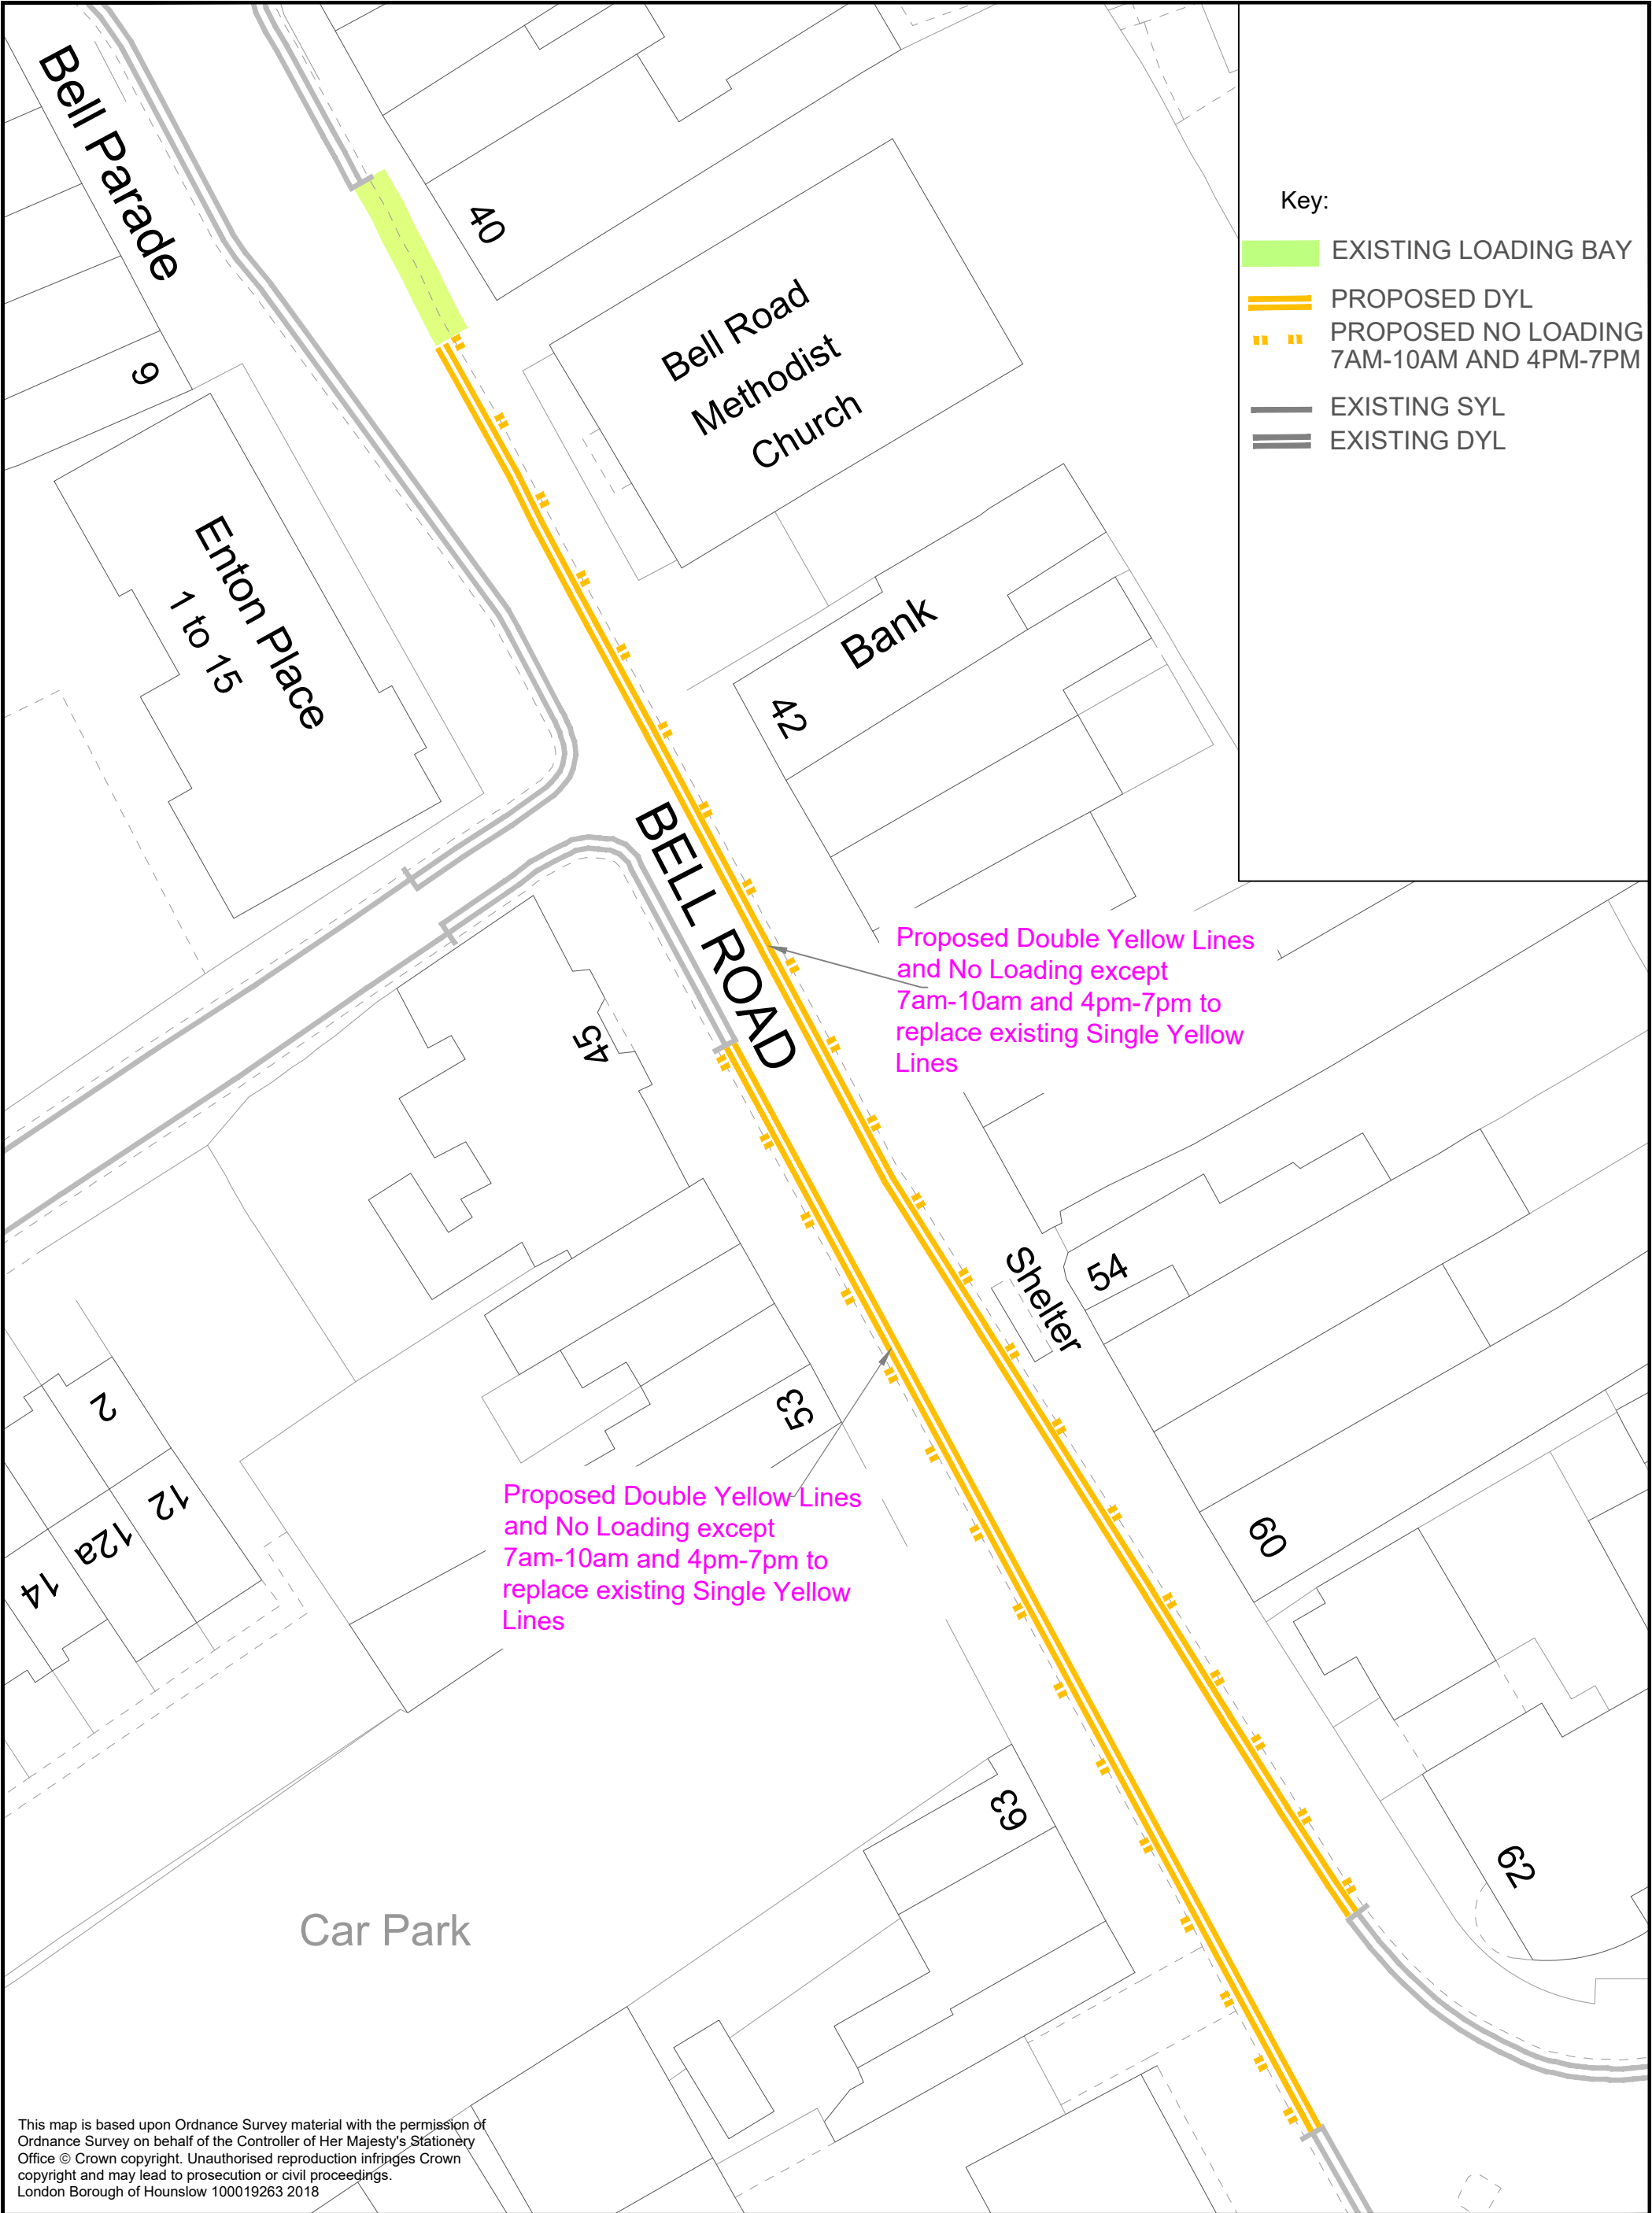 Bell Parade
40
9
Bell Road
Methodist
Church
Enton Place
1 to 15
Bank
42
BELL ROAD
45
Key:
EXISTING LOADING BAY
PROPOSED DYL
PROPOSED NO LOADING
7AM-10AM AND 4PM-7PM
EXISTING SYL
EXISTING DYL
Proposed Double Yellow Lines
and No Loading except
7am-10am and 4pm-7pm to
replace existing Single Yellow
Lines
Shelter
54
53
2
12
12a
14
Proposed Double Yellow Lines
and No Loading except
7am-10am and 4pm-7pm to
replace existing Single Yellow
Lines
60
63
62
Car Park
This map is based upon Ordnance Survey material with the permission of
Ordnance Survey on behalf of the Controller of Her Majesty's Stationery
Office © Crown copyright. Unauthorised reproduction infringes Crown
copyright and may lead to prosecution or civil proceedings.
London Borough of Hounslow 100019263 2018